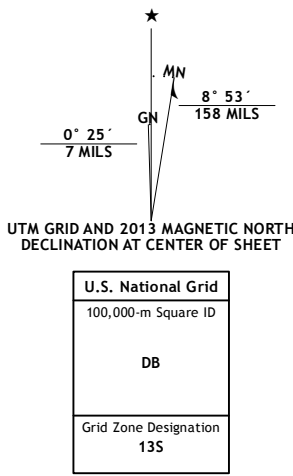 ★
MN
GN
8° 53´
158 MILS
0° 25´
7 MILS
UTM GRID AND 2013 MAGNETIC NORTH
DECLINATION AT CENTER OF SHEET
U.S. National Grid
100,000-m Square ID
DB
Grid Zone Designation
13S